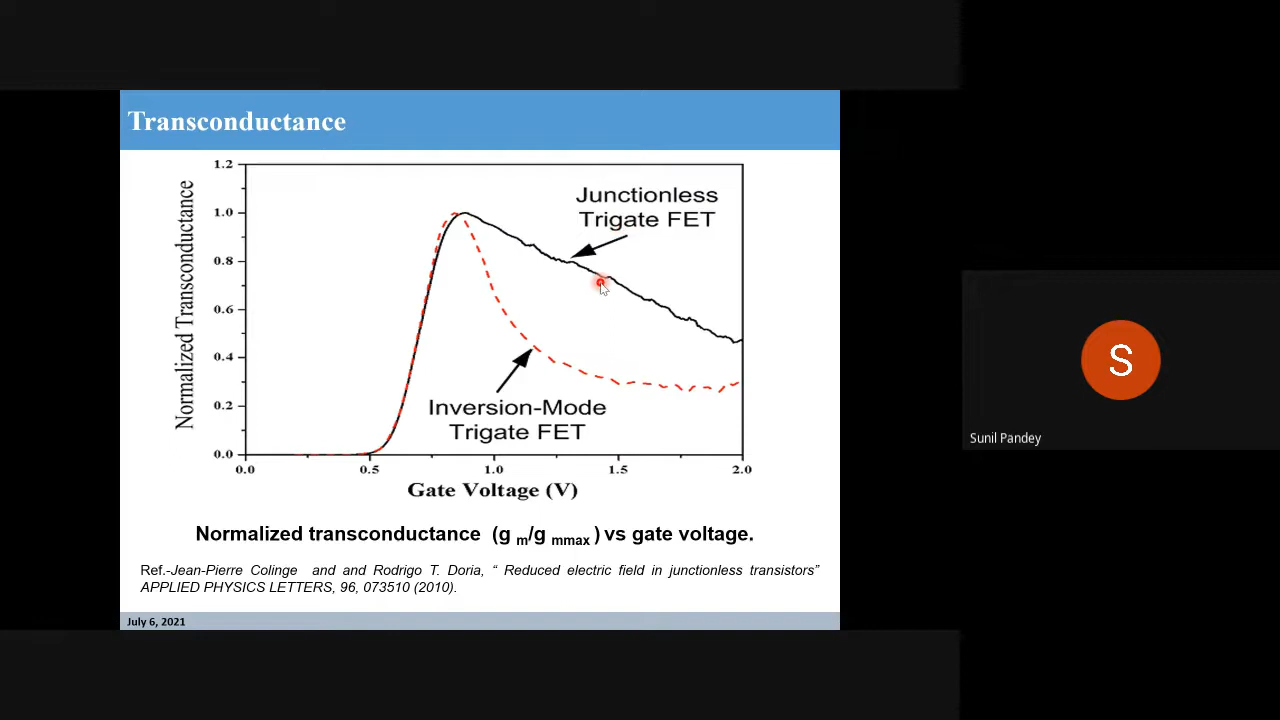 Transconductance
1.2
1.0
0.8
0.6
0.4
0.2
0.0
Normalized Transconductance
Junctionless
Trigate FET
Inversion-Mode
Trigate FET
0.0 0.5 1.0 1.5 2.0
Gate Voltage (V)
Normalized transconductance (g m/g mmax ) vs gate voltage.
Ref.-Jean-Pierre Colinge and and Rodrigo T. Doria, “ Reduced electric field in junctionless transistors”
APPLIED PHYSICS LETTERS, 96, 073510 (2010).
July 6, 2021
S
Sunil Pandey